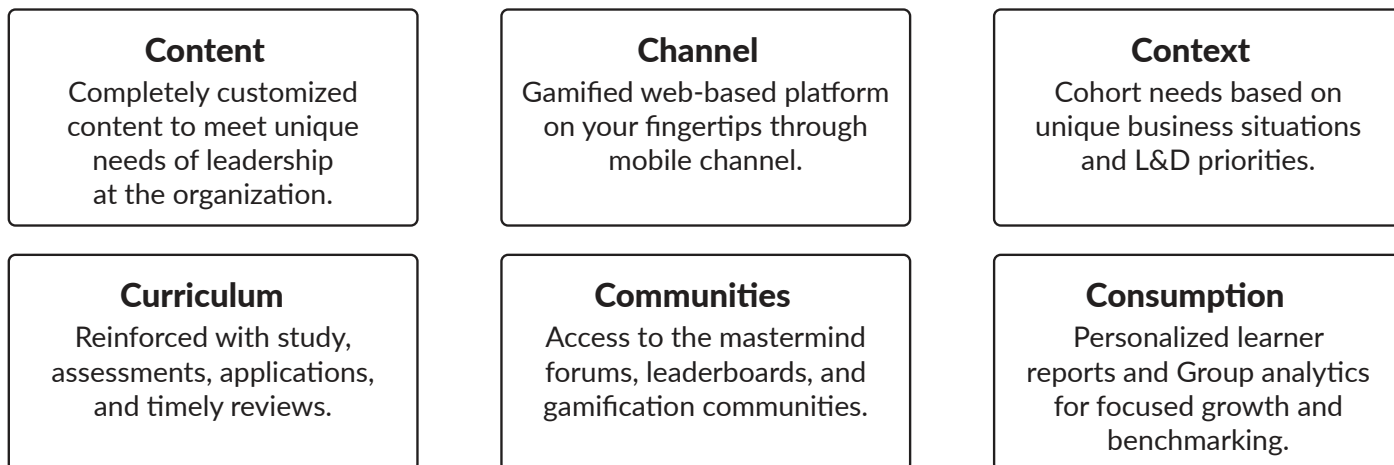 Content
Completely customized
content to meet unique
needs of leadership
at the organization.
Channel
Gamified web-based platform
on your fingertips through
mobile channel.
Context
Cohort needs based on
unique business situations
and L&D priorities.
Curriculum
Reinforced with study,
assessments, applications,
and timely reviews.
Communities
Access to the mastermind
forums, leaderboards, and
gamification communities.
Consumption
Personalized learner
reports and Group analytics
for focused growth and
benchmarking.